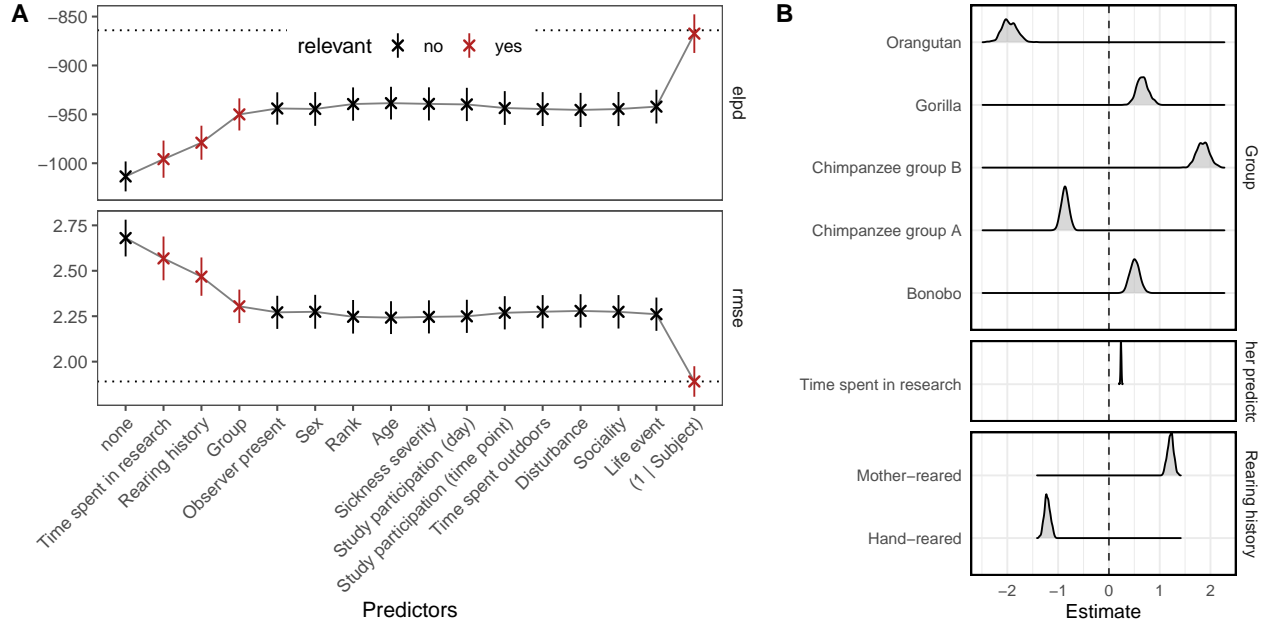 A
−850
−900
−950
−1000
relevant no yes
elpd
2.75
2.50
2.25
2.00
rmse
none
Time spent in research
Rearing history
Group
Observer present
Sex
Rank
Age
Sickness severity
Study participation (day)
Study participation (time point)
Time spent outdoors
Disturbance
Sociality
Life event
(1 | Subject)
Predictors
B
Orangutan
Gorilla
Chimpanzee group B
Chimpanzee group A
Bonobo
Group
Time spent in research
her predicto
Mother−reared
Hand−reared
Rearing history
−2 −1 0 1 2
Estimate